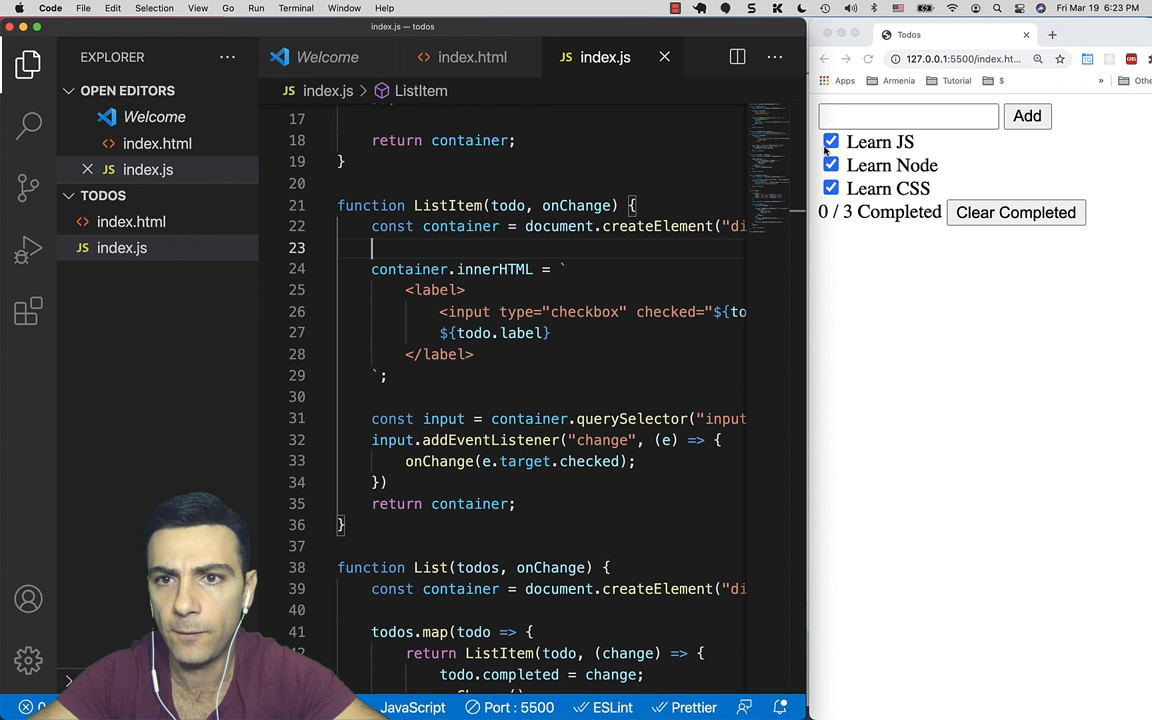 Code File Edit Selection View Go Run Terminal Window Help
Fri Mar 19 6:23 PM
index.js — todos
Todos
EXPLORER
Welcome
index.html
JS index.js
127.0.0.1:5500/index.ht...
Apps Armenia Tutorial $ »
OPEN EDITORS
JS index.js > ListItem
Welcome
index.html
JS index.js
TODOS
index.html
JS index.js
17
18 return container;
19 }
20
21 function ListItem(todo, onChange) {
22 const container = document.createElement("di
23
24 container.innerHTML = `
25 <label>
26 <input type="checkbox" checked="${to
27 ${todo.label}
28 </label>
29 `;
30
31 const input = container.querySelector("input
32 input.addEventListener("change", (e) => {
33 onChange(e.target.checked);
34 })
35 return container;
36 }
37
38 function List(todos, onChange) {
39 const container = document.createElement("di
40
41 todos.map(todo => {
return ListItem(todo, (change) => {
todo.completed = change;
Add
Learn JS
Learn Node
Learn CSS
0 / 3 Completed Clear Completed
0
JavaScript Port : 5500 ESLint Prettier